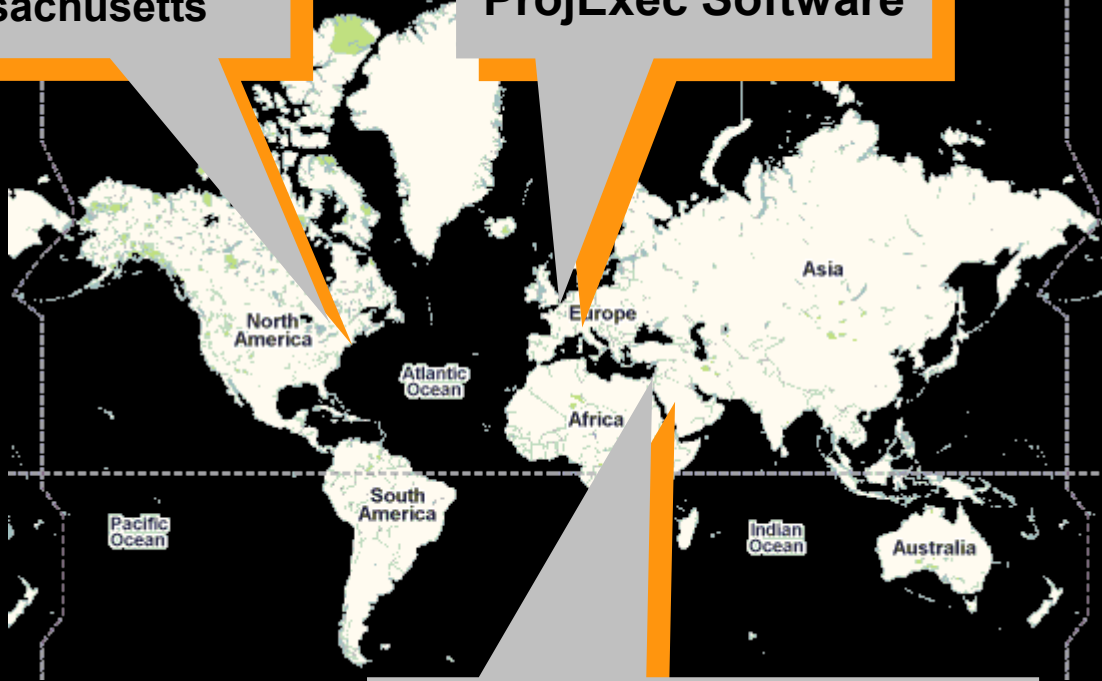 sachusetts
ProjExec Software
Asia
North
America
Europe
Atlantic
Ocean
Africa
South
America
Pacific
Ocean
Indian
Ocean
Australia